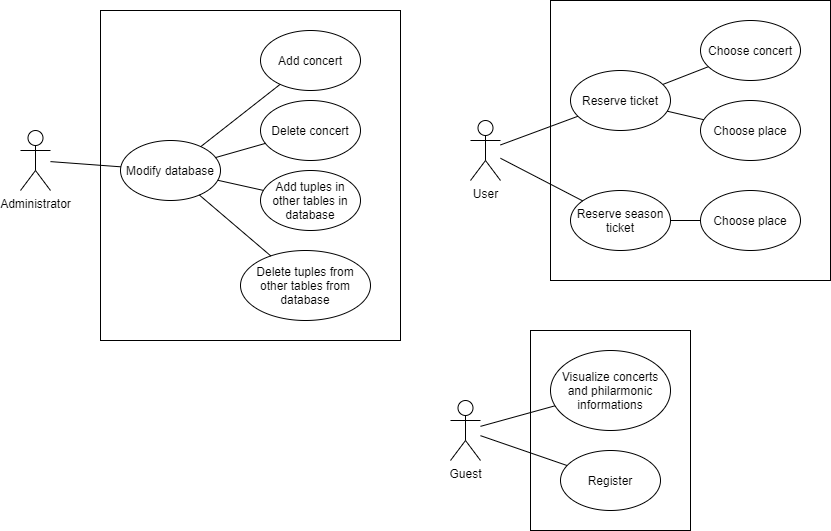 Add concert
Delete concert
Modify database
Add tuples in
other tables in
database
Delete tuples from
other tables from
database
Administrator
Choose concert
Reserve ticket
Choose place
User
Reserve season
ticket
Choose place
Visualize concerts
and philarmonic
informations
Guest
Register